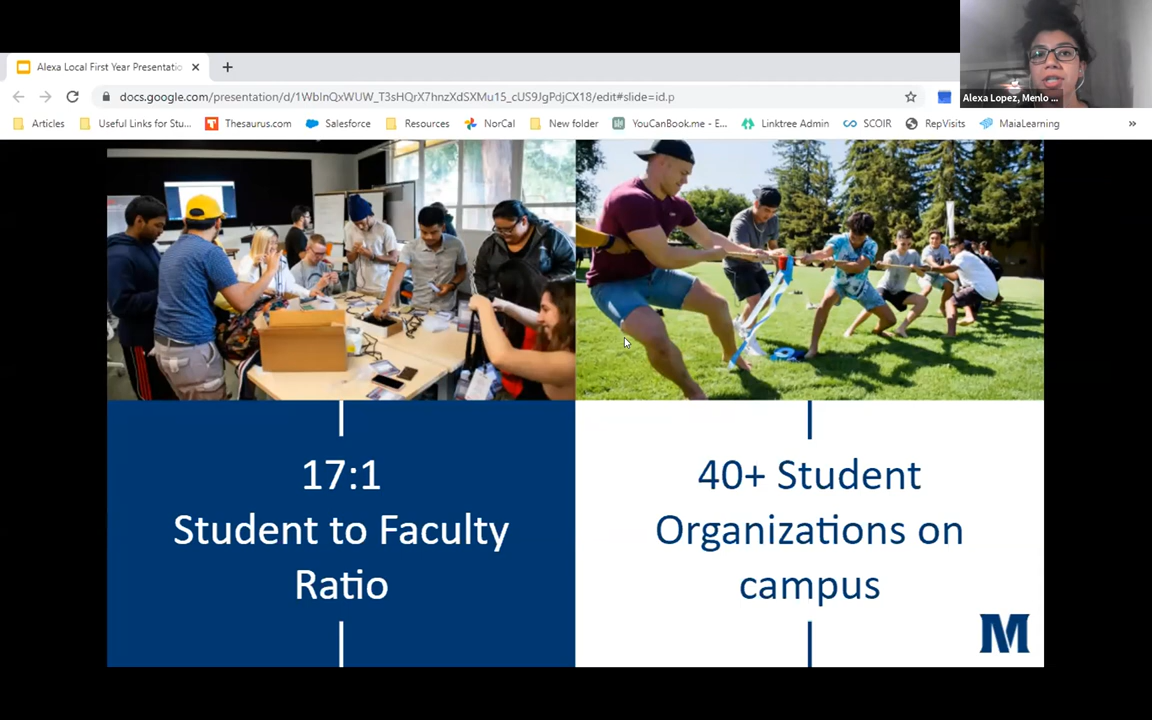 Alexa Local First Year Presentatio
docs.google.com/presentation/d/1WbInQxWUW_T3sHQrX7hnzXdSXMu15_cUS9JgPdjCX18/edit#slide=id.p
Alexa Lopez, Menlo ...
Articles
Useful Links for Stu...
Thesaurus.com
Salesforce
Resources
NorCal
New folder
YouCanBook.me - E...
Linktree Admin
SCOIR
RepVisits
MaiaLearning
17:1
Student to Faculty
Ratio
40+ Student
Organizations on
campus
M